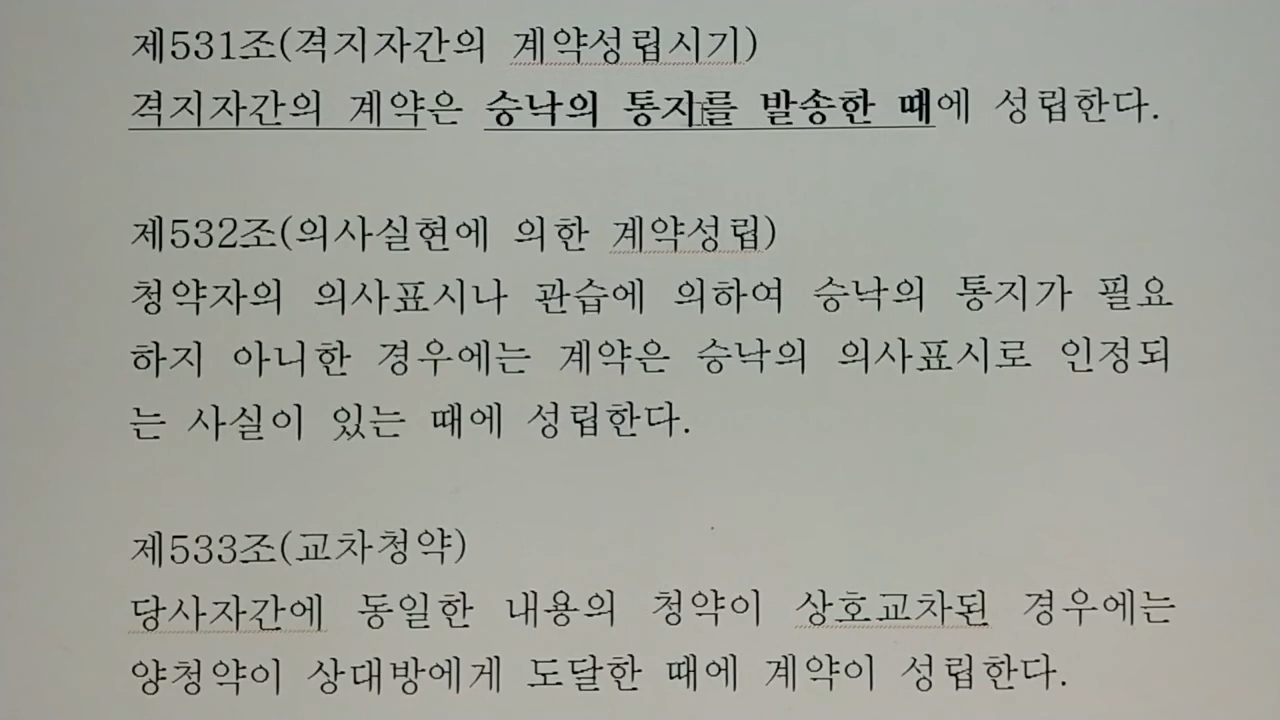 제531조(격지자간의 계약성립시기)
격지자간의 계약은 승낙의 통지를 발송한 때에 성립한다.
제532조(의사실현에 의한 계약성립)
청약자의 의사표시나 관습에 의하여 승낙의 통지가 필요
하지 아니한 경우에는 계약은 승낙의 의사표시로 인정되
는 사실이 있는 때에 성립한다.
제533조(교차청약)
당사자간에 동일한 내용의 청약이 상호교차된 경우에는
양청약이 상대방에게 도달한 때에 계약이 성립한다.